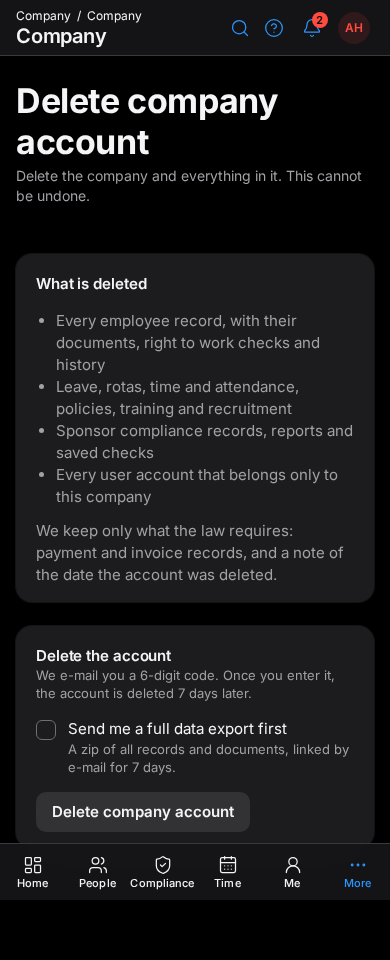 Company / Company
Company
2
AH
Delete company
account
Delete the company and everything in it. This cannot
be undone.
What is deleted
• Every employee record, with their
documents, right to work checks and
history
• Leave, rotas, time and attendance,
policies, training and recruitment
• Sponsor compliance records, reports and
saved checks
• Every user account that belongs only to
this company
We keep only what the law requires:
payment and invoice records, and a note of
the date the account was deleted.
Delete the account
We e-mail you a 6-digit code. Once you enter it,
the account is deleted 7 days later.
Send me a full data export first
A zip of all records and documents, linked by
e-mail for 7 days.
Delete company account
Home People Compliance Time Me More